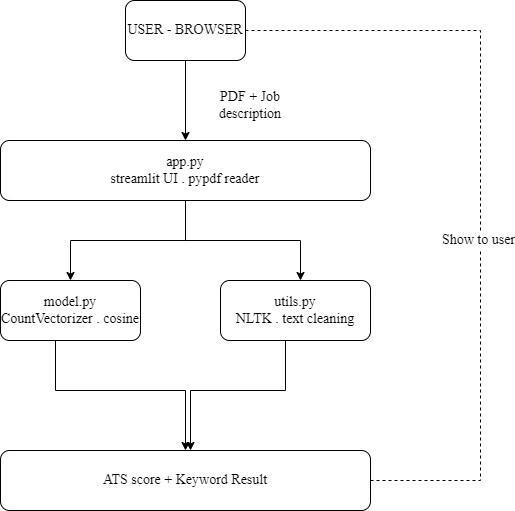 USER - BROWSER
PDF + Job
description
app.py
streamlit UI . pypdf reader
Show to user
model.py
CountVectorizer . cosine
utils.py
NLTK . text cleaning
ATS score + Keyword Result